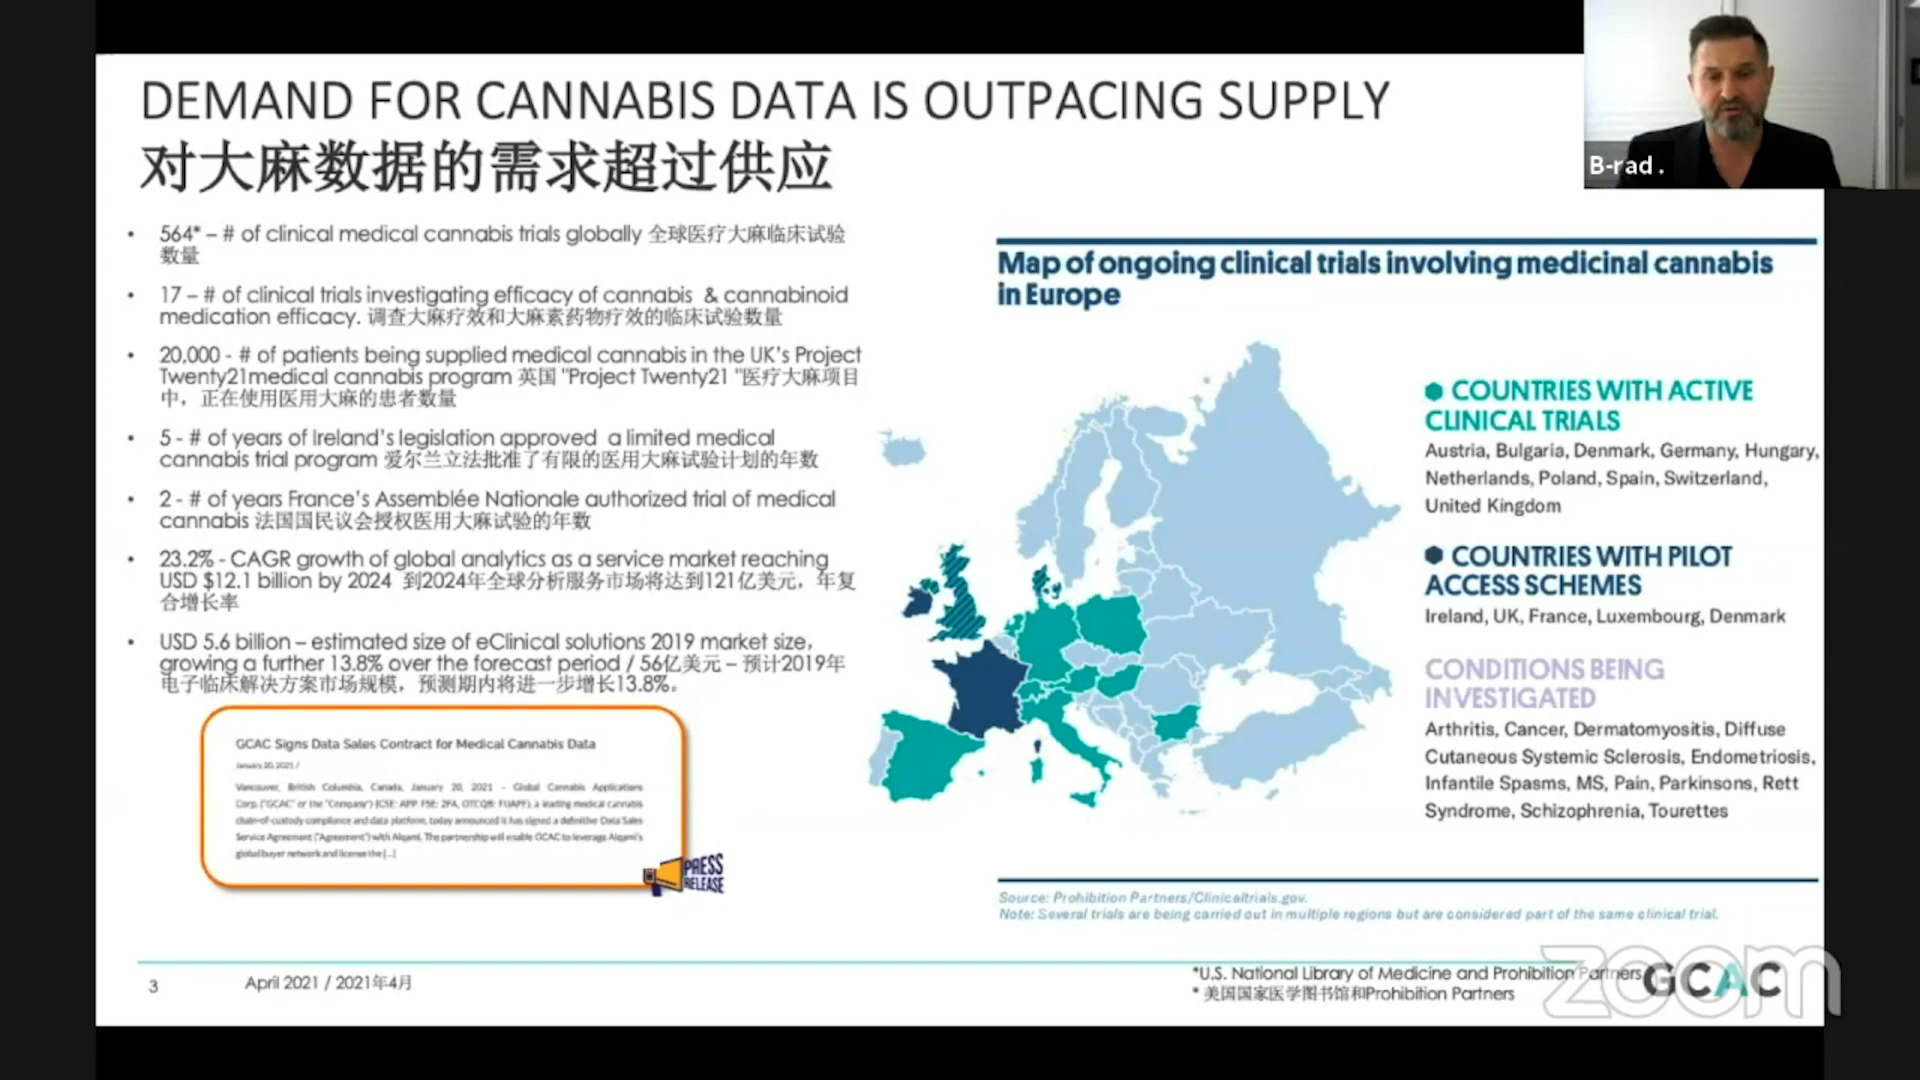 DEMAND FOR CANNABIS DATA IS OUTPACING SUPPLY
对大麻数据的需求超过供应
• 564* – # of clinical medical cannabis trials globally 全球医疗大麻临床试验
数量
• 17 – # of clinical trials investigating efficacy of cannabis & cannabinoid
medication efficacy. 调查大麻疗效和大麻素药物疗效的临床试验数量
• 20,000 - # of patients being supplied medical cannabis in the UK's Project
Twenty21medical cannabis program 英国 "Project Twenty21 "医疗大麻项目
中，正在使用医用大麻的患者数量
• 5 - # of years of Ireland's legislation approved a limited medical
cannabis trial program 爱尔兰立法批准了有限的医用大麻试验计划的年数
• 2 - # of years France's Assemblée Nationale authorized trial of medical
cannabis 法国国民议会授权医用大麻试验的年数
• 23.2% - CAGR growth of global analytics as a service market reaching
USD $12.1 billion by 2024 到2024年全球分析服务市场将达到121亿美元，年复
合增长率
• USD 5.6 billion – estimated size of eClinical solutions 2019 market size,
growing a further 13.8% over the forecast period / 56亿美元 – 预计2019年
电子临床解决方案市场规模，预测期内将进一步增长13.8%。
GCAC Signs Data Sales Contract for Medical Cannabis Data
January 20, 2021 /
Vancouver, British Columbia, Canada, January 20, 2021 – Global Cannabis Applications
Corp. ("GCAC" or the "Company") (CSE: APP, FSE: 2FA, OTCQB: FUAPF), a leading medical cannabis
chain-of-custody compliance and data platform, today announced it has signed a definitive Data Sales
Service Agreement ("Agreement") with Alqami. The partnership will enable GCAC to leverage Alqami's
global buyer network and license the [...]
PRESS
RELEASE
Map of ongoing clinical trials involving medicinal cannabis
in Europe
COUNTRIES WITH ACTIVE
CLINICAL TRIALS
Austria, Bulgaria, Denmark, Germany, Hungary,
Netherlands, Poland, Spain, Switzerland,
United Kingdom
COUNTRIES WITH PILOT
ACCESS SCHEMES
Ireland, UK, France, Luxembourg, Denmark
CONDITIONS BEING
INVESTIGATED
Arthritis, Cancer, Dermatomyositis, Diffuse
Cutaneous Systemic Sclerosis, Endometriosis,
Infantile Spasms, MS, Pain, Parkinsons, Rett
Syndrome, Schizophrenia, Tourettes
Source: Prohibition Partners/Clinicaltrials.gov.
Note: Several trials are being carried out in multiple regions but are considered part of the same clinical trial.
3
April 2021 / 2021年4月
*U.S. National Library of Medicine and Prohibition Partners
* 美国国家医学图书馆和Prohibition Partners
GCAC
zoom
B-rad .